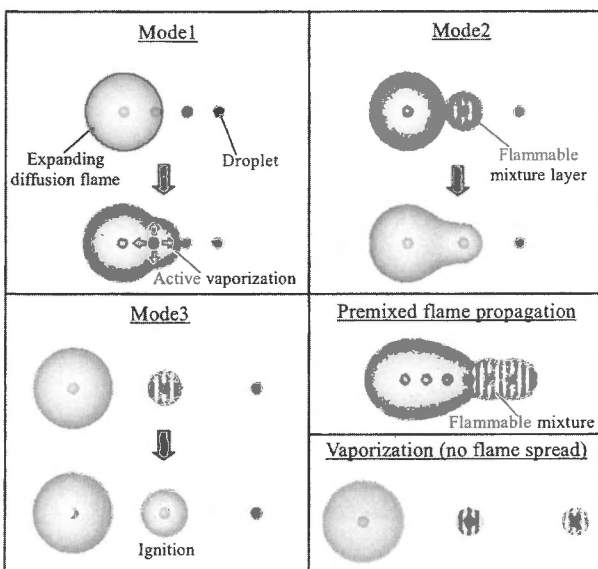 Mode1
Expanding
diffusion flame
Droplet
Active vaporization
Mode2
Flammable
mixture layer
Mode3
Ignition
Premixed flame propagation
Flammable mixture
Vaporization (no flame spread)